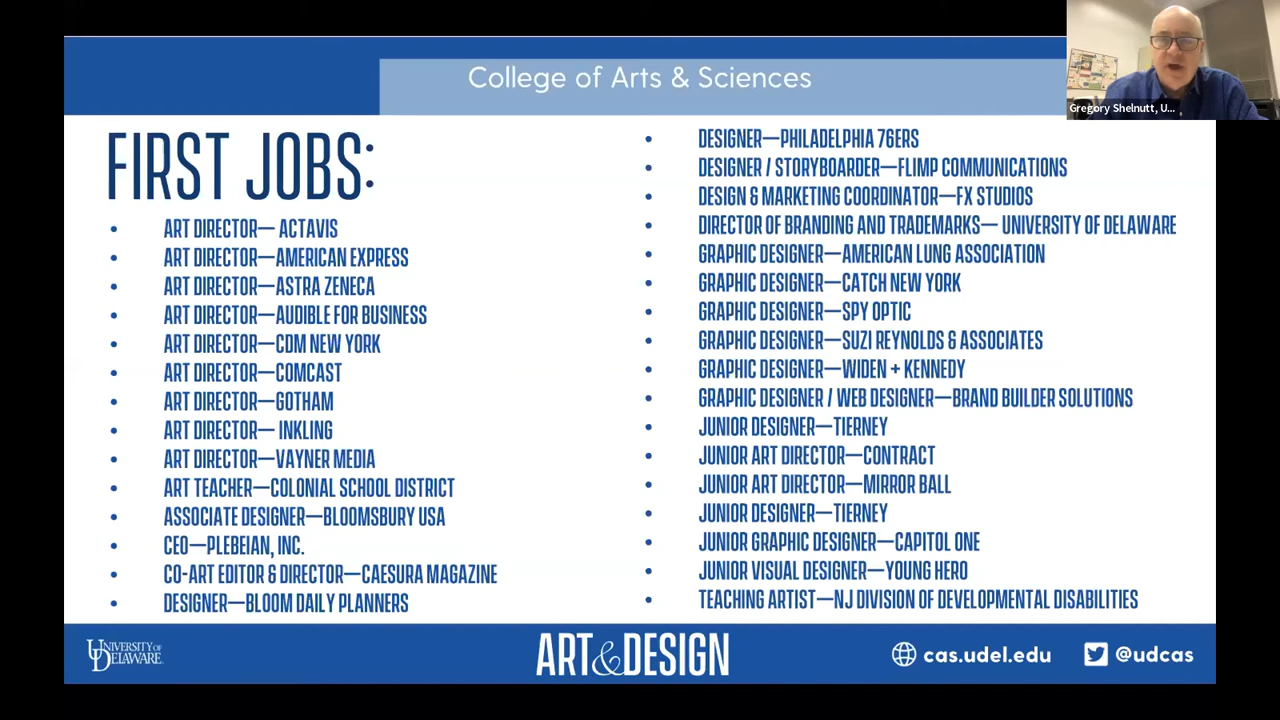 College of Arts & Sciences
Gregory Shelnutt, U...
FIRST JOBS:
• ART DIRECTOR— ACTAVIS
• ART DIRECTOR—AMERICAN EXPRESS
• ART DIRECTOR—ASTRA ZENECA
• ART DIRECTOR—AUDIBLE FOR BUSINESS
• ART DIRECTOR—CDM NEW YORK
• ART DIRECTOR—COMCAST
• ART DIRECTOR—GOTHAM
• ART DIRECTOR— INKLING
• ART DIRECTOR—VAYNER MEDIA
• ART TEACHER—COLONIAL SCHOOL DISTRICT
• ASSOCIATE DESIGNER—BLOOMSBURY USA
• CEO—PLEBEIAN, INC.
• CO-ART EDITOR & DIRECTOR—CAESURA MAGAZINE
• DESIGNER—BLOOM DAILY PLANNERS
• DESIGNER—PHILADELPHIA 76ERS
• DESIGNER / STORYBOARDER—FLIMP COMMUNICATIONS
• DESIGN & MARKETING COORDINATOR—FX STUDIOS
• DIRECTOR OF BRANDING AND TRADEMARKS— UNIVERSITY OF DELAWARE
• GRAPHIC DESIGNER—AMERICAN LUNG ASSOCIATION
• GRAPHIC DESIGNER—CATCH NEW YORK
• GRAPHIC DESIGNER—SPY OPTIC
• GRAPHIC DESIGNER—SUZI REYNOLDS & ASSOCIATES
• GRAPHIC DESIGNER—WIDEN + KENNEDY
• GRAPHIC DESIGNER / WEB DESIGNER—BRAND BUILDER SOLUTIONS
• JUNIOR DESIGNER—TIERNEY
• JUNIOR ART DIRECTOR—CONTRACT
• JUNIOR ART DIRECTOR—MIRROR BALL
• JUNIOR DESIGNER—TIERNEY
• JUNIOR GRAPHIC DESIGNER—CAPITOL ONE
• JUNIOR VISUAL DESIGNER—YOUNG HERO
• TEACHING ARTIST—NJ DIVISION OF DEVELOPMENTAL DISABILITIES
UNIVERSITY OF
DELAWARE.
ART&DESIGN
cas.udel.edu
@udcas